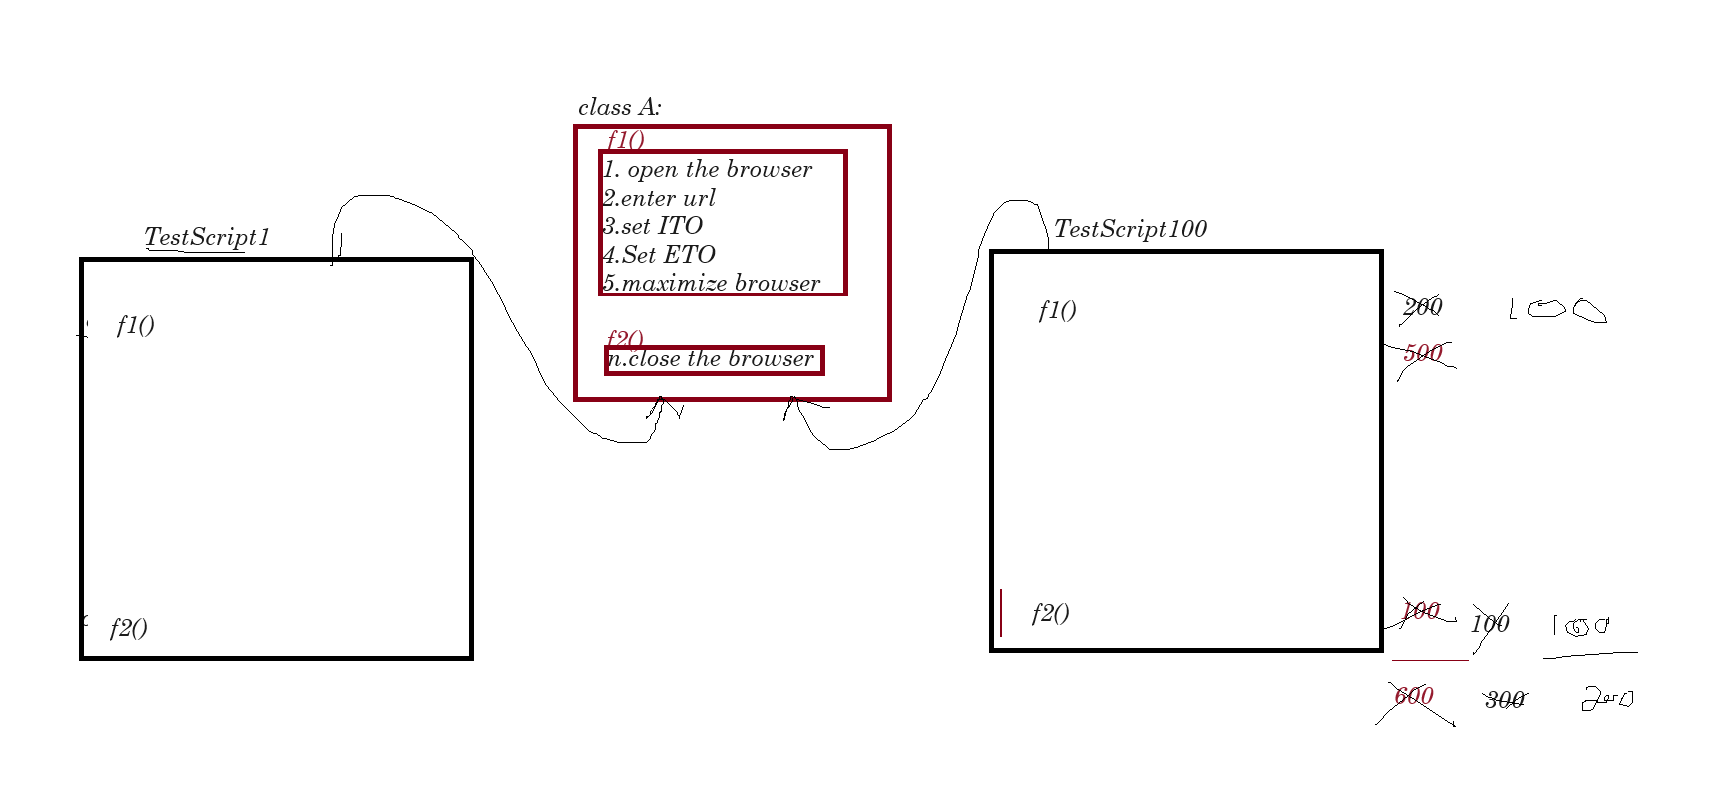 class A:
f1()
1. open the browser
2.enter url
3.set ITO
4.Set ETO
5.maximize browser
f2()
n.close the browser
TestScript1
f1()
f2()
TestScript100
f1()
f2()
200 100
500
100 100 100
600 300 200